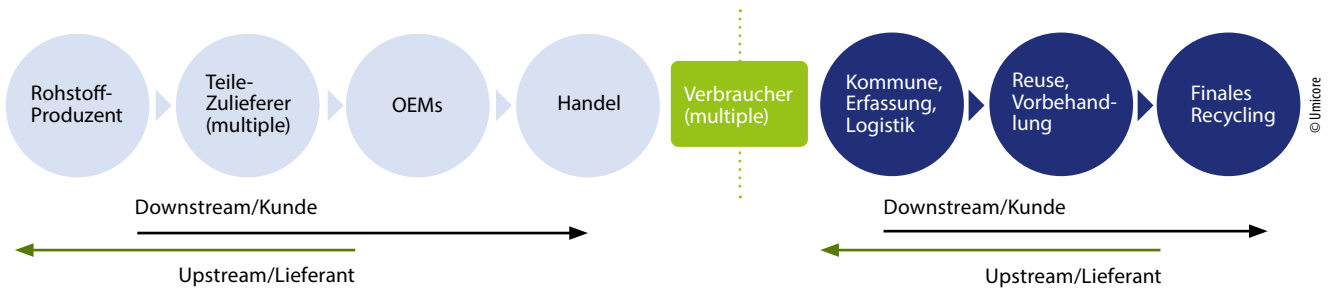 Rohstoff-
Produzent
Teile-
Zulieferer
(multiple)
OEMs
Handel
Verbraucher
(multiple)
Kommune,
Erfassung,
Logistik
Reuse,
Vorbehand-
lung
Finales
Recycling
© Umicore
Downstream/Kunde
Upstream/Lieferant
Downstream/Kunde
Upstream/Lieferant